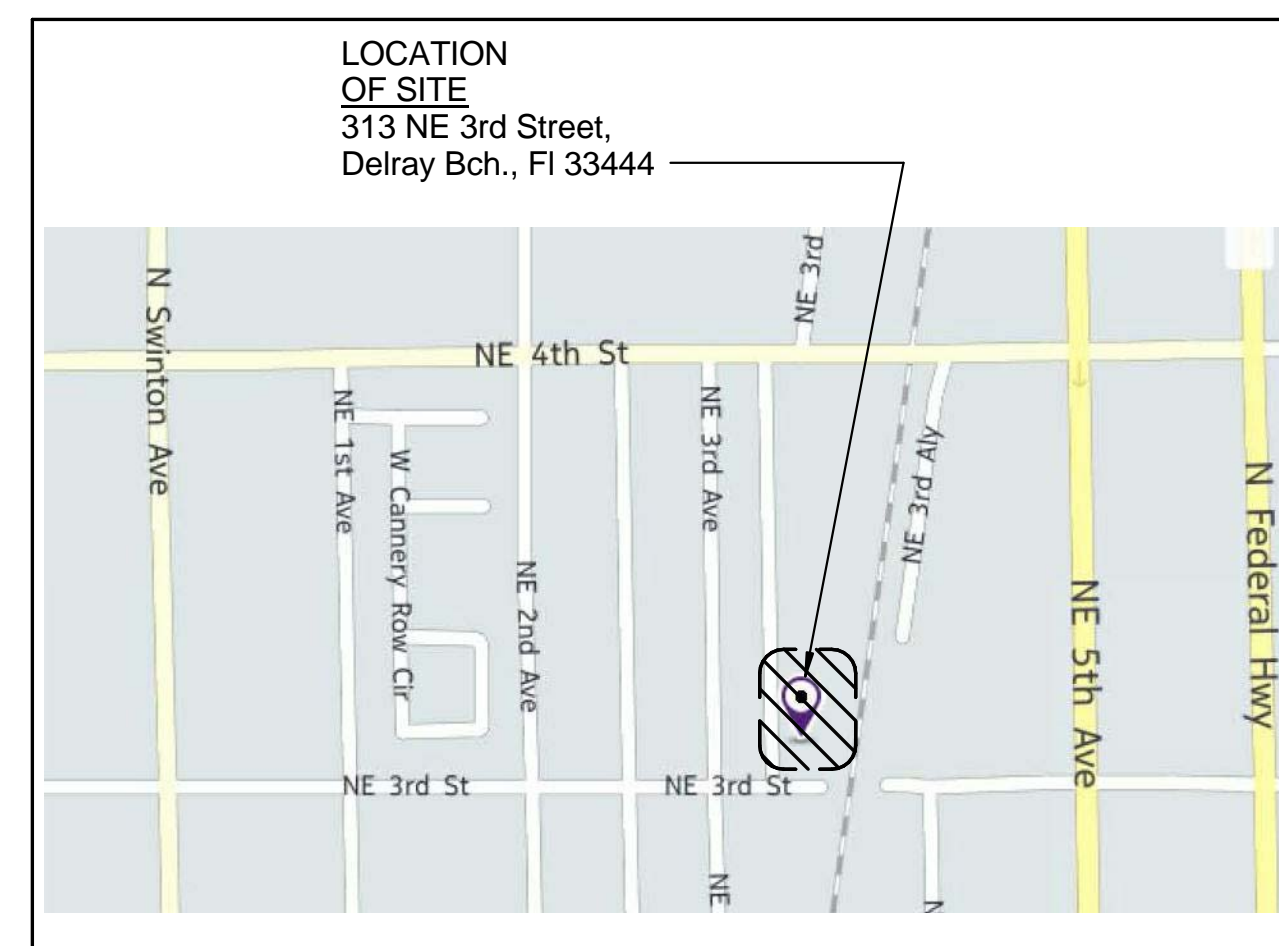 LOCATION
OF SITE
313 NE 3rd Street,
Delray Bch., Fl 33444
N Swinton Ave
NE 4th St
NE 3rd
NE 1st Ave
W Cannery Row Cir
NE 2nd Ave
NE 3rd Ave
NE 3rd Aly
NE 5th Ave
N Federal Hwy
NE 3rd St
NE 3rd St
NE
N